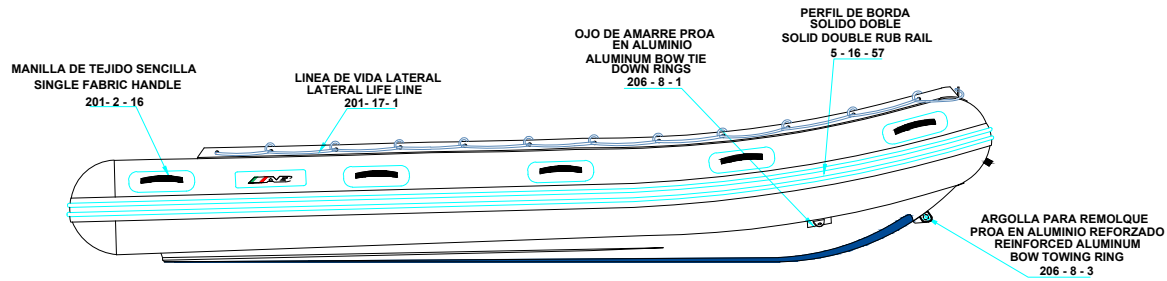 MANILLA DE TEJIDO SENCILLA
SINGLE FABRIC HANDLE
201- 2 - 16
LINEA DE VIDA LATERAL
LATERAL LIFE LINE
201- 17- 1
OJO DE AMARRE PROA
EN ALUMINIO
ALUMINUM BOW TIE
DOWN RINGS
206 - 8 - 1
PERFIL DE BORDA
SOLIDO DOBLE
SOLID DOUBLE RUB RAIL
5 - 16 - 57
ARGOLLA PARA REMOLQUE
PROA EN ALUMINIO REFORZADO
REINFORCED ALUMINUM
BOW TOWING RING
206 - 8 - 3